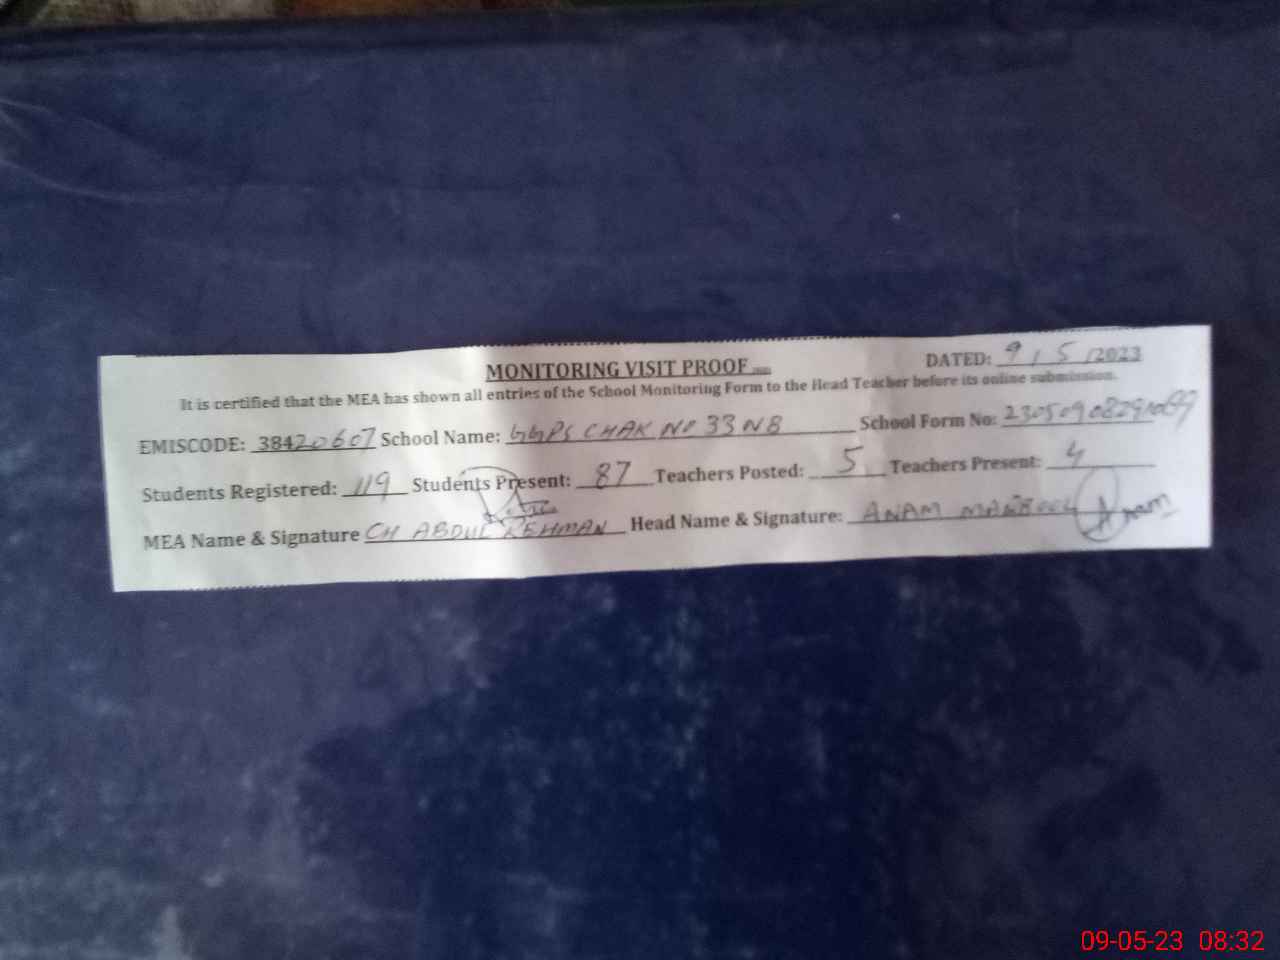 MONITORING VISIT PROOF DATED: 9/5/2023
It is certified that the MEA has shown all entries of the School Monitoring Form to the Head Teacher before its online submission.
EMISCODE: 38420607 School Name: GGPS CHAK NO 33 NB School Form No:
Students Registered: 119 Students Present: 87 Teachers Posted: 5 Teachers Present: 4
MEA Name & Signature CH ABDUL REHMAN Head Name & Signature: ANAM Anam
09-05-23 08:32